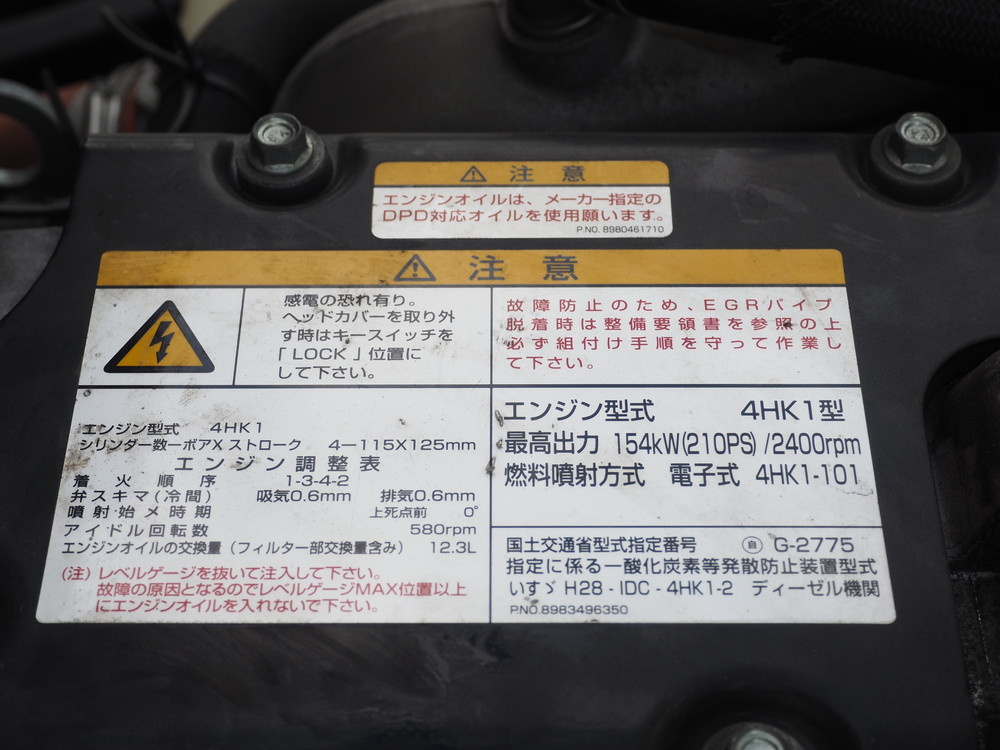 ⚠ 注意
エンジンオイルは、メーカー指定の
DPD対応オイルを使用願います。
P.NO. 8980461710
⚠ 注意
感電の恐れ有り。
ヘッドカバーを取り外
す時はキースイッチを
「LOCK」位置に
して下さい。
故障防止のため、EGRパイプ
脱着時は整備要領書を参照の上
必ず組付け手順を守って作業し
て下さい。
エンジン型式 4HK1
シリンダー数ーボアXストローク 4ー115X125mm
エンジン調整表
着火順序 1-3-4-2
弁スキマ(冷間) 吸気0.6mm 排気0.6mm
噴射始メ時期 上死点前 0°
アイドル回転数 580rpm
エンジンオイルの交換量(フィルター部交換量含み) 12.3L
(注) レベルゲージを抜いて注入して下さい。
故障の原因となるのでレベルゲージMAX位置以上
にエンジンオイルを入れないで下さい。
エンジン型式 4HK1型
最高出力 154kW(210PS)/2400rpm
燃料噴射方式 電子式 4HK1-101
国土交通省型式指定番号 自 G-2775
指定に係る一酸化炭素等発散防止装置型式
いすゞ H28-IDC-4HK1-2 ディーゼル機関
P.NO.8983496350